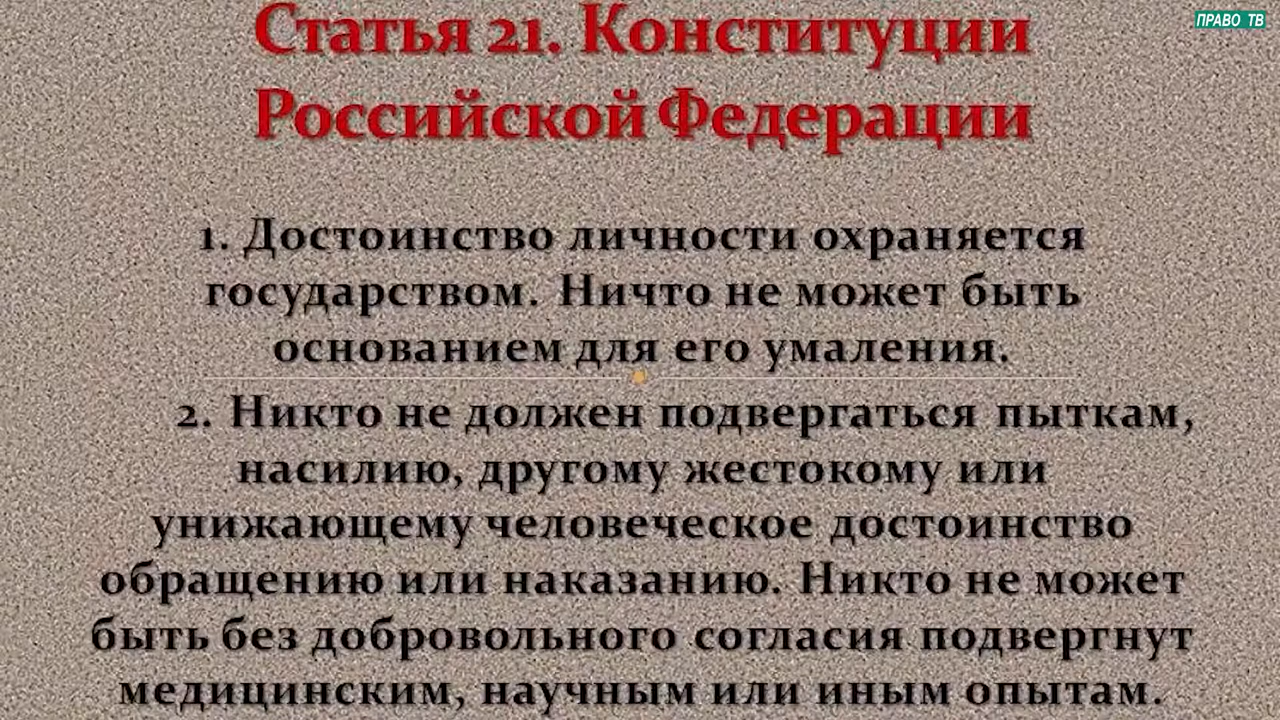 ПРАВО ТВ
Статья 21. Конституции
Российской Федерации
1. Достоинство личности охраняется
государством. Ничто не может быть
основанием для его умаления.
2. Никто не должен подвергаться пыткам,
насилию, другому жестокому или
унижающему человеческое достоинство
обращению или наказанию. Никто не может
быть без добровольного согласия подвергнут
медицинским, научным или иным опытам.